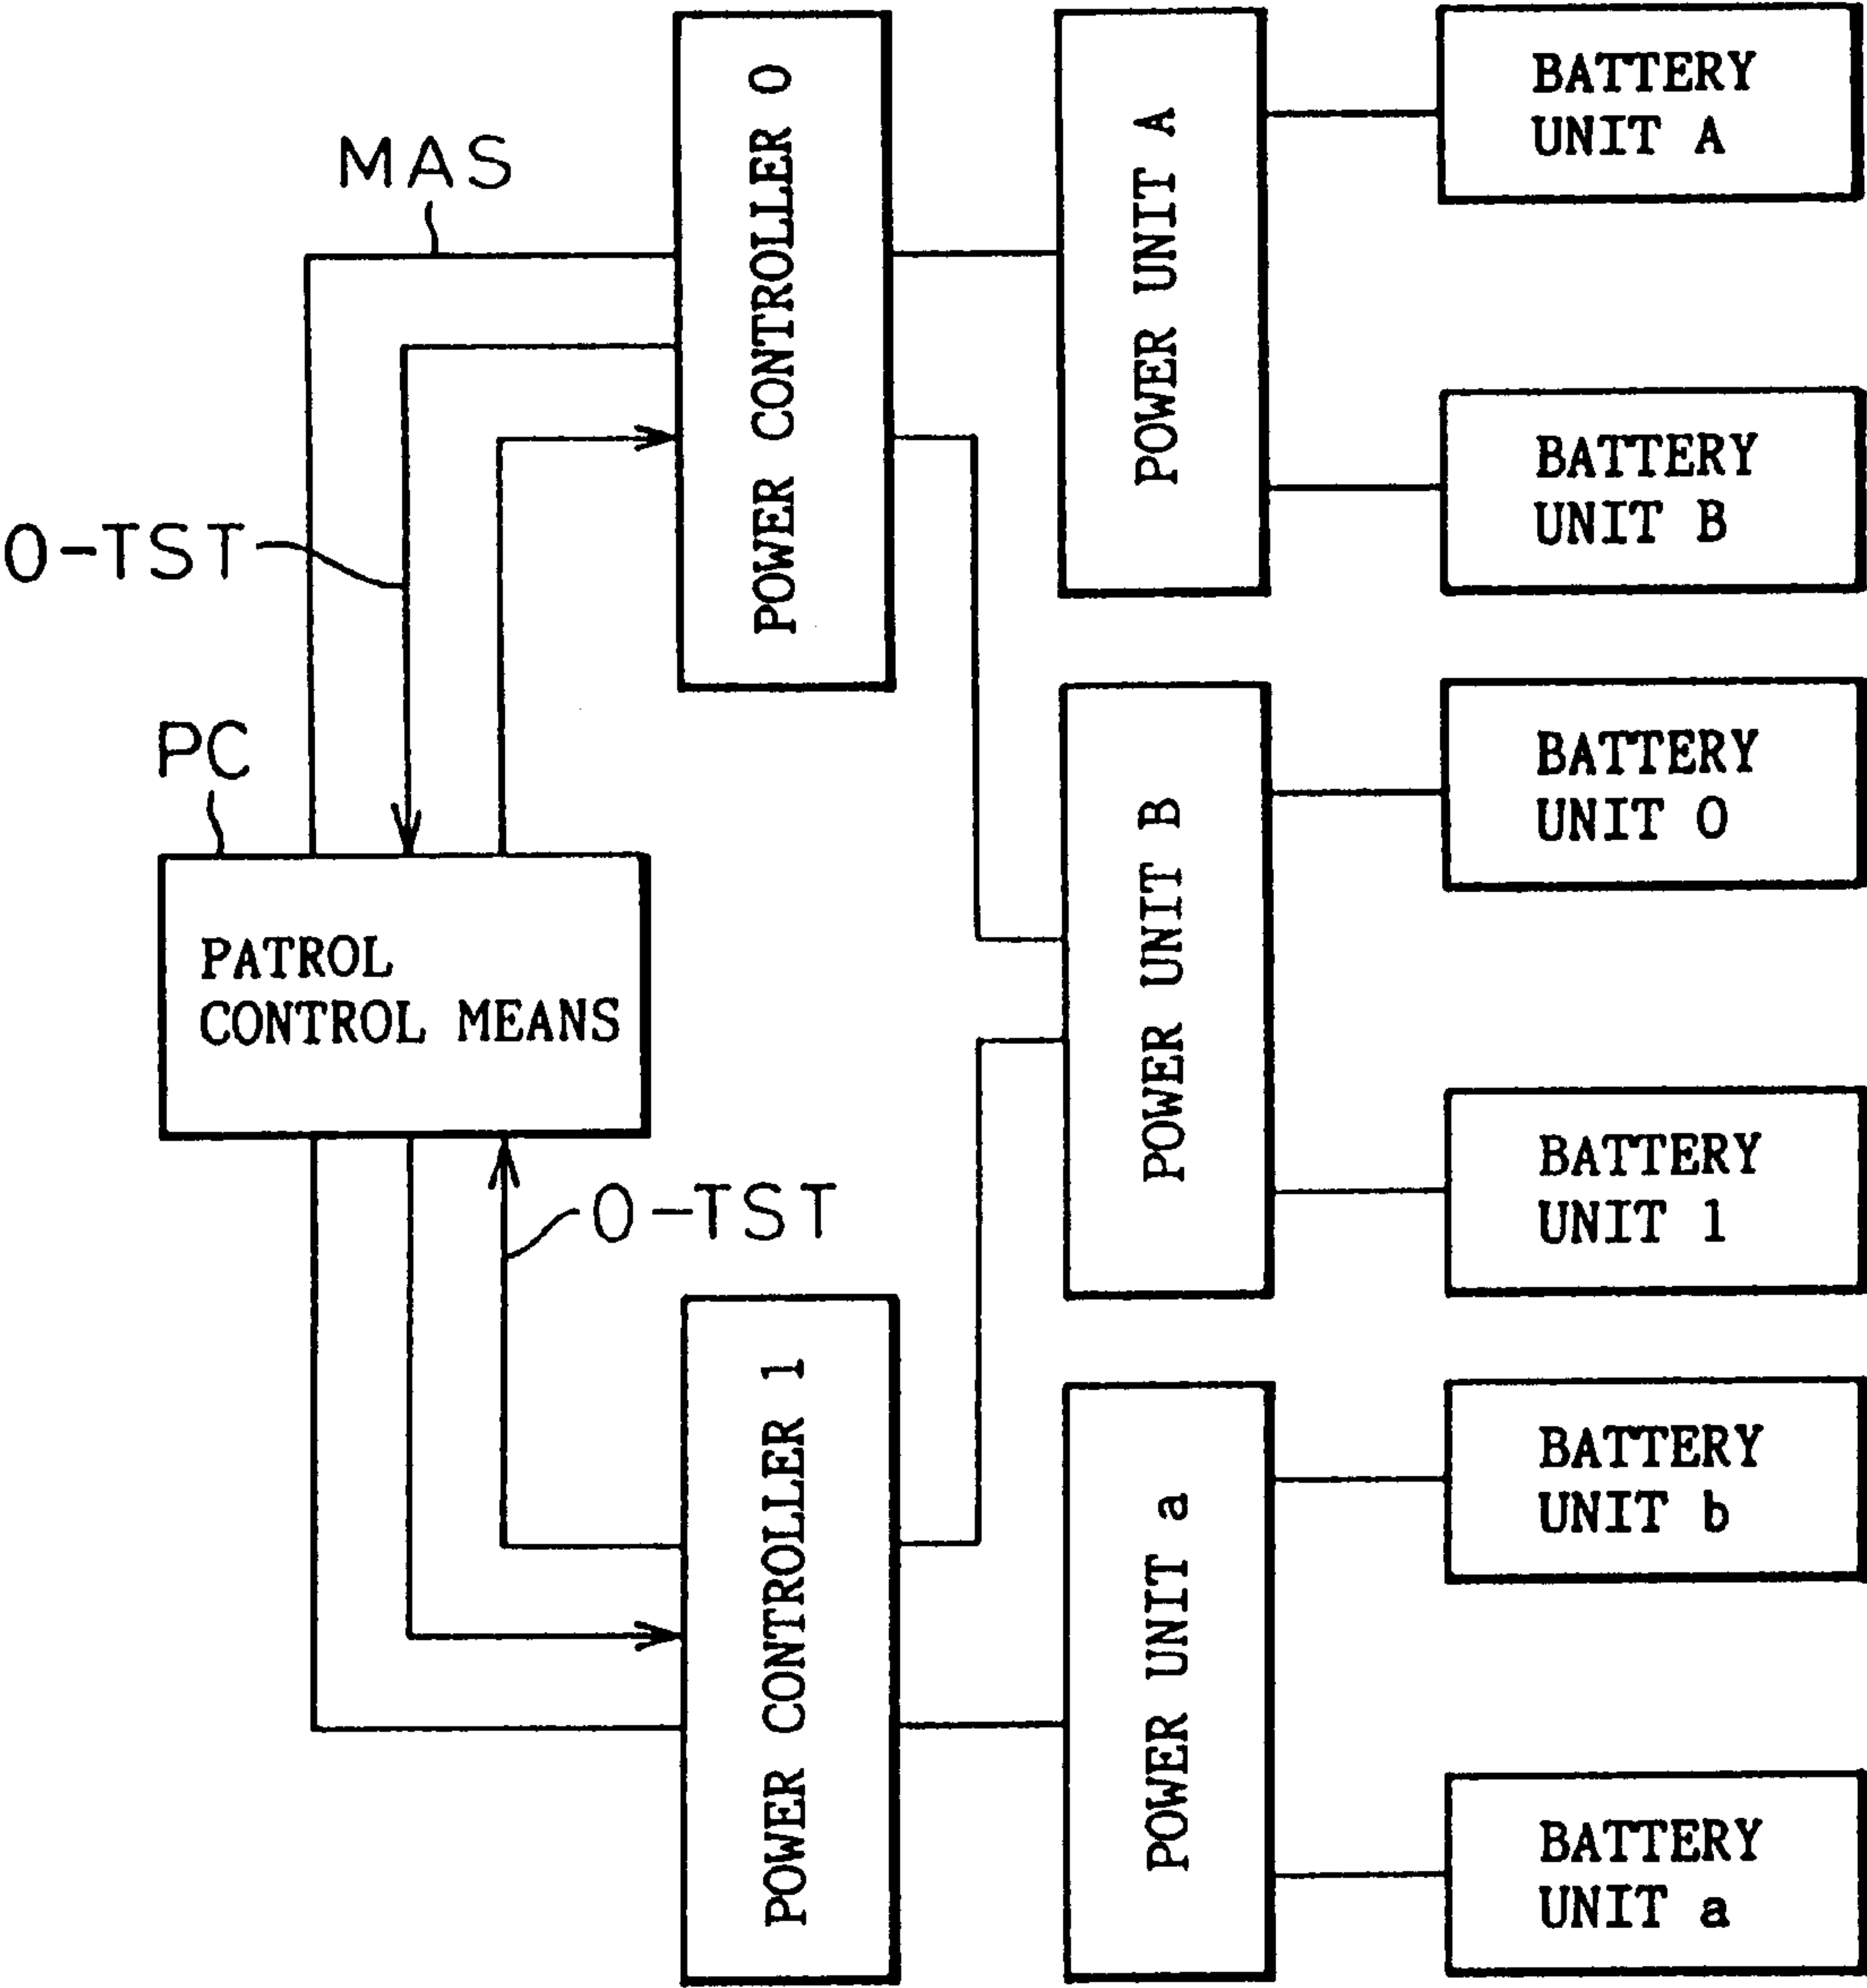 MAS
0-TST
PC
PATROL
CONTROL MEANS
0-TST
POWER CONTROLLER 0
POWER CONTROLLER 1
POWER UNIT A
POWER UNIT B
POWER UNIT a
BATTERY
UNIT A
BATTERY
UNIT B
BATTERY
UNIT 0
BATTERY
UNIT 1
BATTERY
UNIT b
BATTERY
UNIT a